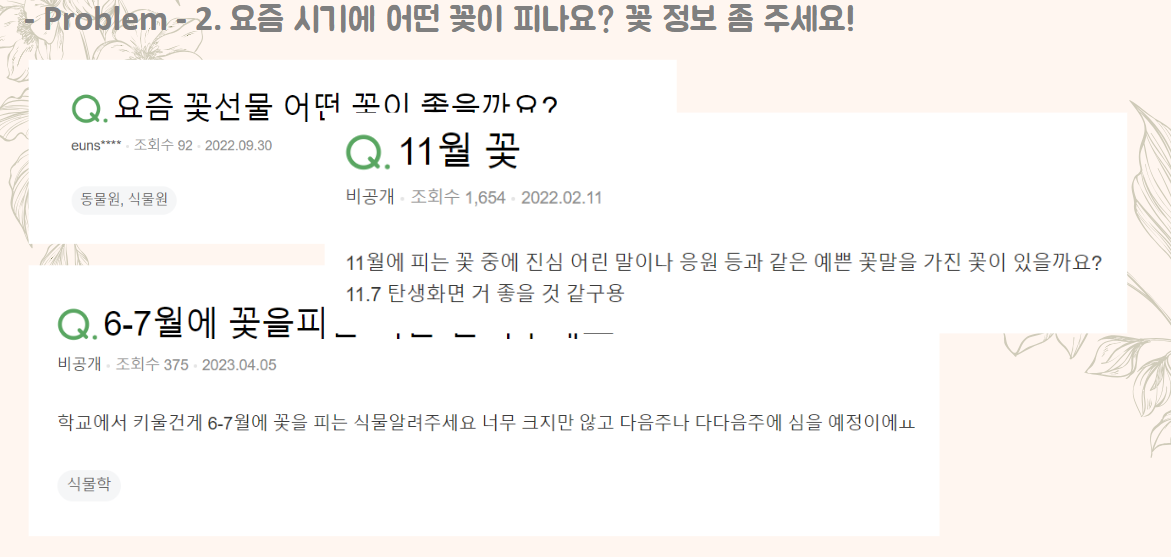 - Problem - 2. 요즘 시기에 어떤 꽃이 피나요? 꽃 정보 좀 주세요!
Q. 요즘 꽃선물 어떤 꽃이 좋을까요?
euns**** · 조회수 92 · 2022.09.30
동물원, 식물원
Q. 11월 꽃
비공개 · 조회수 1,654 · 2022.02.11
11월에 피는 꽃 중에 진심 어린 말이나 응원 등과 같은 예쁜 꽃말을 가진 꽃이 있을까요?
11.7 탄생화면 거 좋을 것 같구용
Q. 6-7월에 꽃을피
비공개 · 조회수 375 · 2023.04.05
학교에서 키울건게 6-7월에 꽃을 피는 식물알려주세요 너무 크지만 않고 다음주나 다다음주에 심을 예정이에ㅛ
식물학